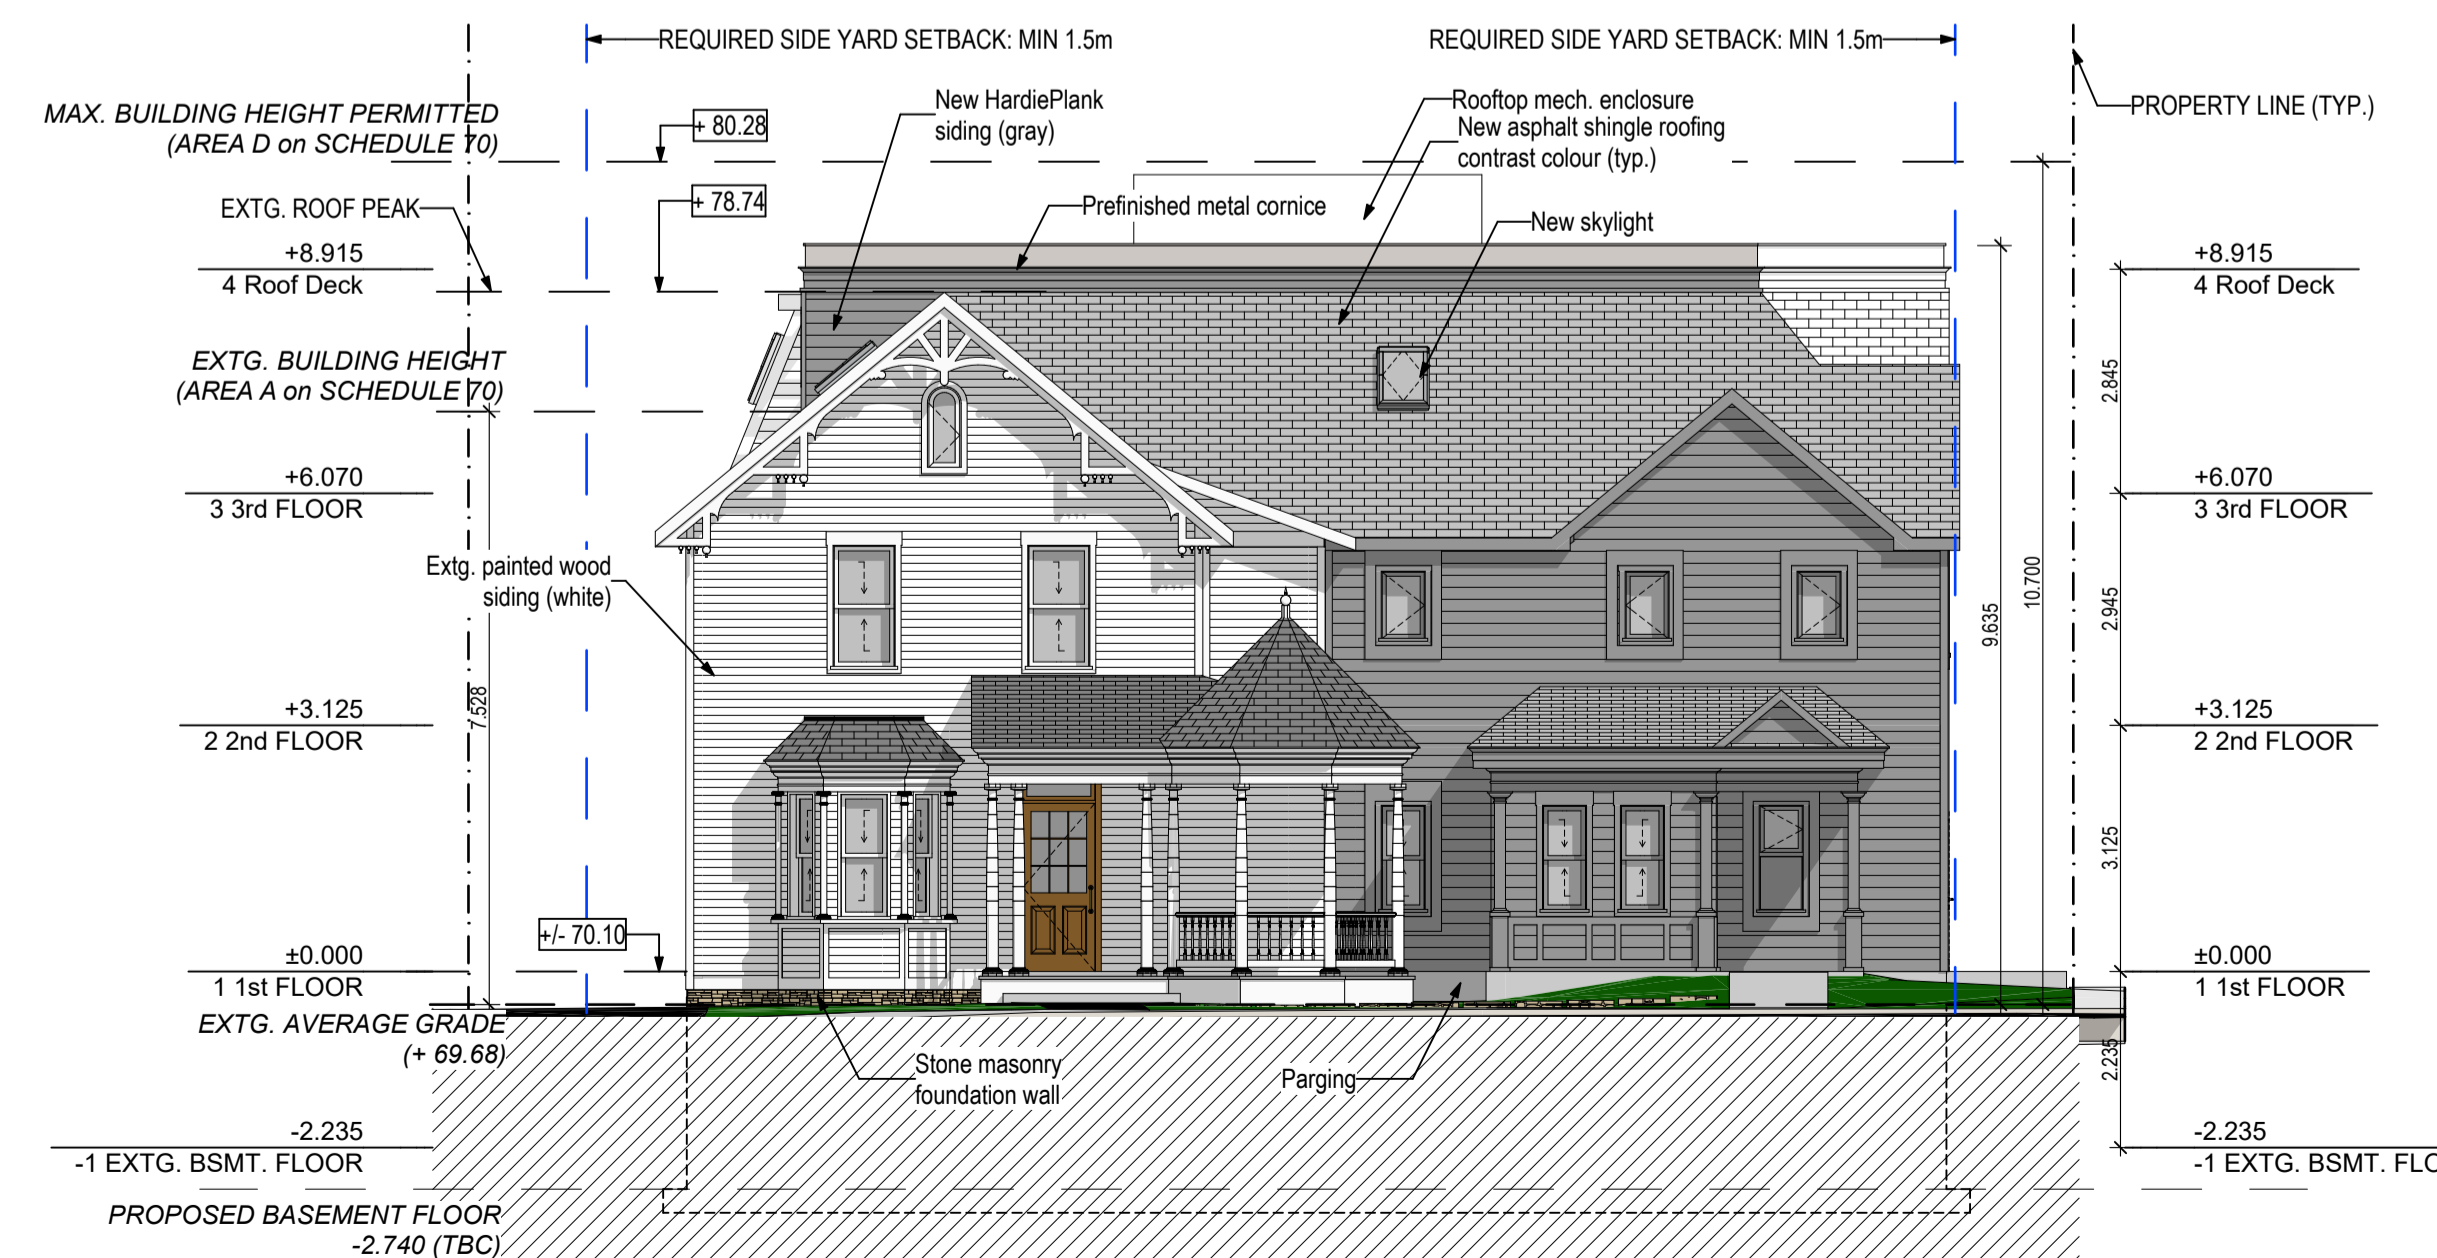 REQUIRED SIDE YARD SETBACK: MIN 1.5m
REQUIRED SIDE YARD SETBACK: MIN 1.5m
MAX. BUILDING HEIGHT PERMITTED
(AREA D on SCHEDULE 70)
+ 80.28
New HardiePlank
siding (gray)
Rooftop mech. enclosure
New asphalt shingle roofing
contrast colour (typ.)
PROPERTY LINE (TYP.)
EXTG. ROOF PEAK
+ 78.74
Prefinished metal cornice
New skylight
+8.915
4 Roof Deck
+8.915
4 Roof Deck
EXTG. BUILDING HEIGHT
(AREA A on SCHEDULE 70)
2.845
+6.070
3 3rd FLOOR
+6.070
3 3rd FLOOR
Extg. painted wood
siding (white)
9.635
10.700
2.945
7.528
+3.125
2 2nd FLOOR
+3.125
2 2nd FLOOR
3.125
+/- 70.10
±0.000
1 1st FLOOR
±0.000
1 1st FLOOR
EXTG. AVERAGE GRADE
(+ 69.68)
Stone masonry
foundation wall
Parging
2.235
-2.235
-1 EXTG. BSMT. FLOOR
-2.235
-1 EXTG. BSMT. FLO
PROPOSED BASEMENT FLOOR
-2.740 (TBC)